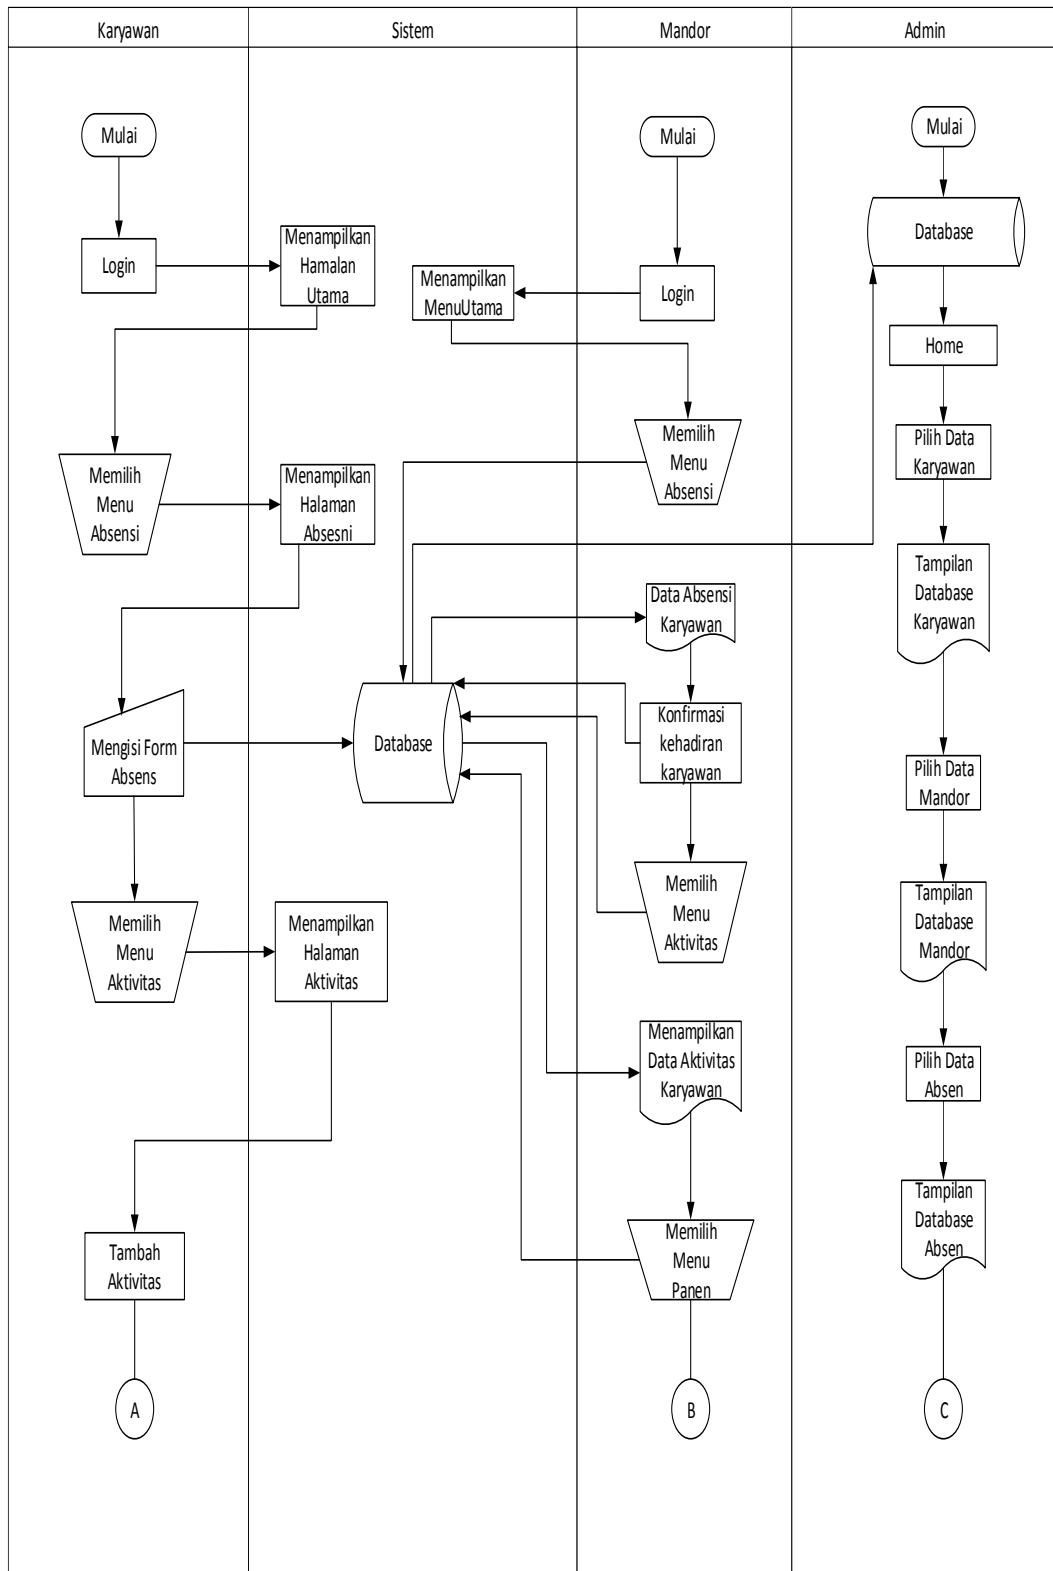 Karyawan
Sistem
Mandor
Admin
Mulai
Login
Memilih
Menu
Absensi
Mengisi Form
Absens
Memilih
Menu
Aktivitas
Tambah
Aktivitas
A
Menampilkan
Hamalan
Utama
Menampilkan
MenuUtama
Menampilkan
Halaman
Absesni
Database
Menampilkan
Halaman
Aktivitas
Mulai
Login
Memilih
Menu
Absensi
Data Absensi
Karyawan
Konfirmasi
kehadiran
karyawan
Memilih
Menu
Aktivitas
Menampilkan
Data Aktivitas
Karyawan
Memilih
Menu
Panen
B
Mulai
Database
Home
Pilih Data
Karyawan
Tampilan
Database
Karyawan
Pilih Data
Mandor
Tampilan
Database
Mandor
Pilih Data
Absen
Tampilan
Database
Absen
C